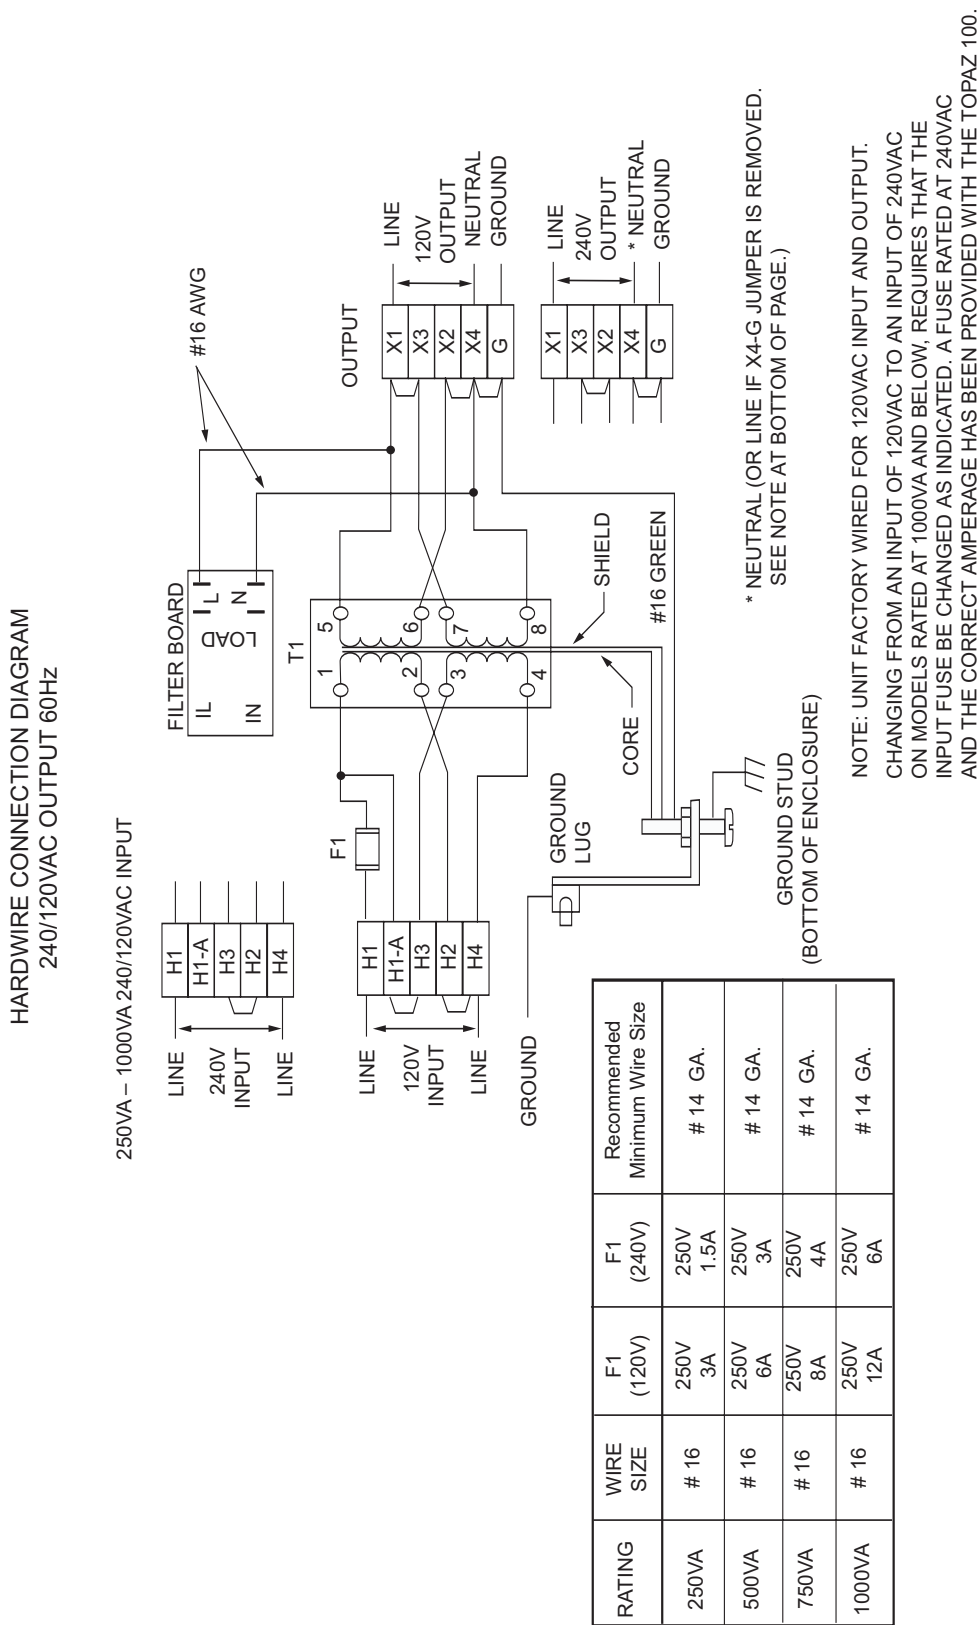 HARDWIRE CONNECTION DIAGRAM
240/120VAC OUTPUT 60Hz
250VA – 1000VA 240/120VAC INPUT
LINE
240V
INPUT
LINE
H1
H1-A
H3
H2
H4
LINE
120V
INPUT
LINE
H1
H1-A
H3
H2
H4
F1
GROUND
GROUND
LUG
FILTER BOARD
IL
IN
LOAD
L
N
T1
1
2
3
4
5
6
7
8
CORE
SHIELD
#16 GREEN
#16 AWG
OUTPUT
X1
X3
X2
X4
G
LINE
120V
OUTPUT
NEUTRAL
GROUND
X1
X3
X2
X4
G
LINE
240V
OUTPUT
* NEUTRAL
GROUND
GROUND STUD
(BOTTOM OF ENCLOSURE)
* NEUTRAL (OR LINE IF X4-G JUMPER IS REMOVED.
SEE NOTE AT BOTTOM OF PAGE.)
RATING WIRE SIZE F1 (120V) F1 (240V) Recommended Minimum Wire Size
250VA # 16 250V 3A 250V 1.5A # 14 GA.
500VA # 16 250V 6A 250V 3A # 14 GA.
750VA # 16 250V 8A 250V 4A # 14 GA.
1000VA # 16 250V 12A 250V 6A # 14 GA.
NOTE: UNIT FACTORY WIRED FOR 120VAC INPUT AND OUTPUT.
CHANGING FROM AN INPUT OF 120VAC TO AN INPUT OF 240VAC
ON MODELS RATED AT 1000VA AND BELOW, REQUIRES THAT THE
INPUT FUSE BE CHANGED AS INDICATED. A FUSE RATED AT 240VAC
AND THE CORRECT AMPERAGE HAS BEEN PROVIDED WITH THE TOPAZ 100.